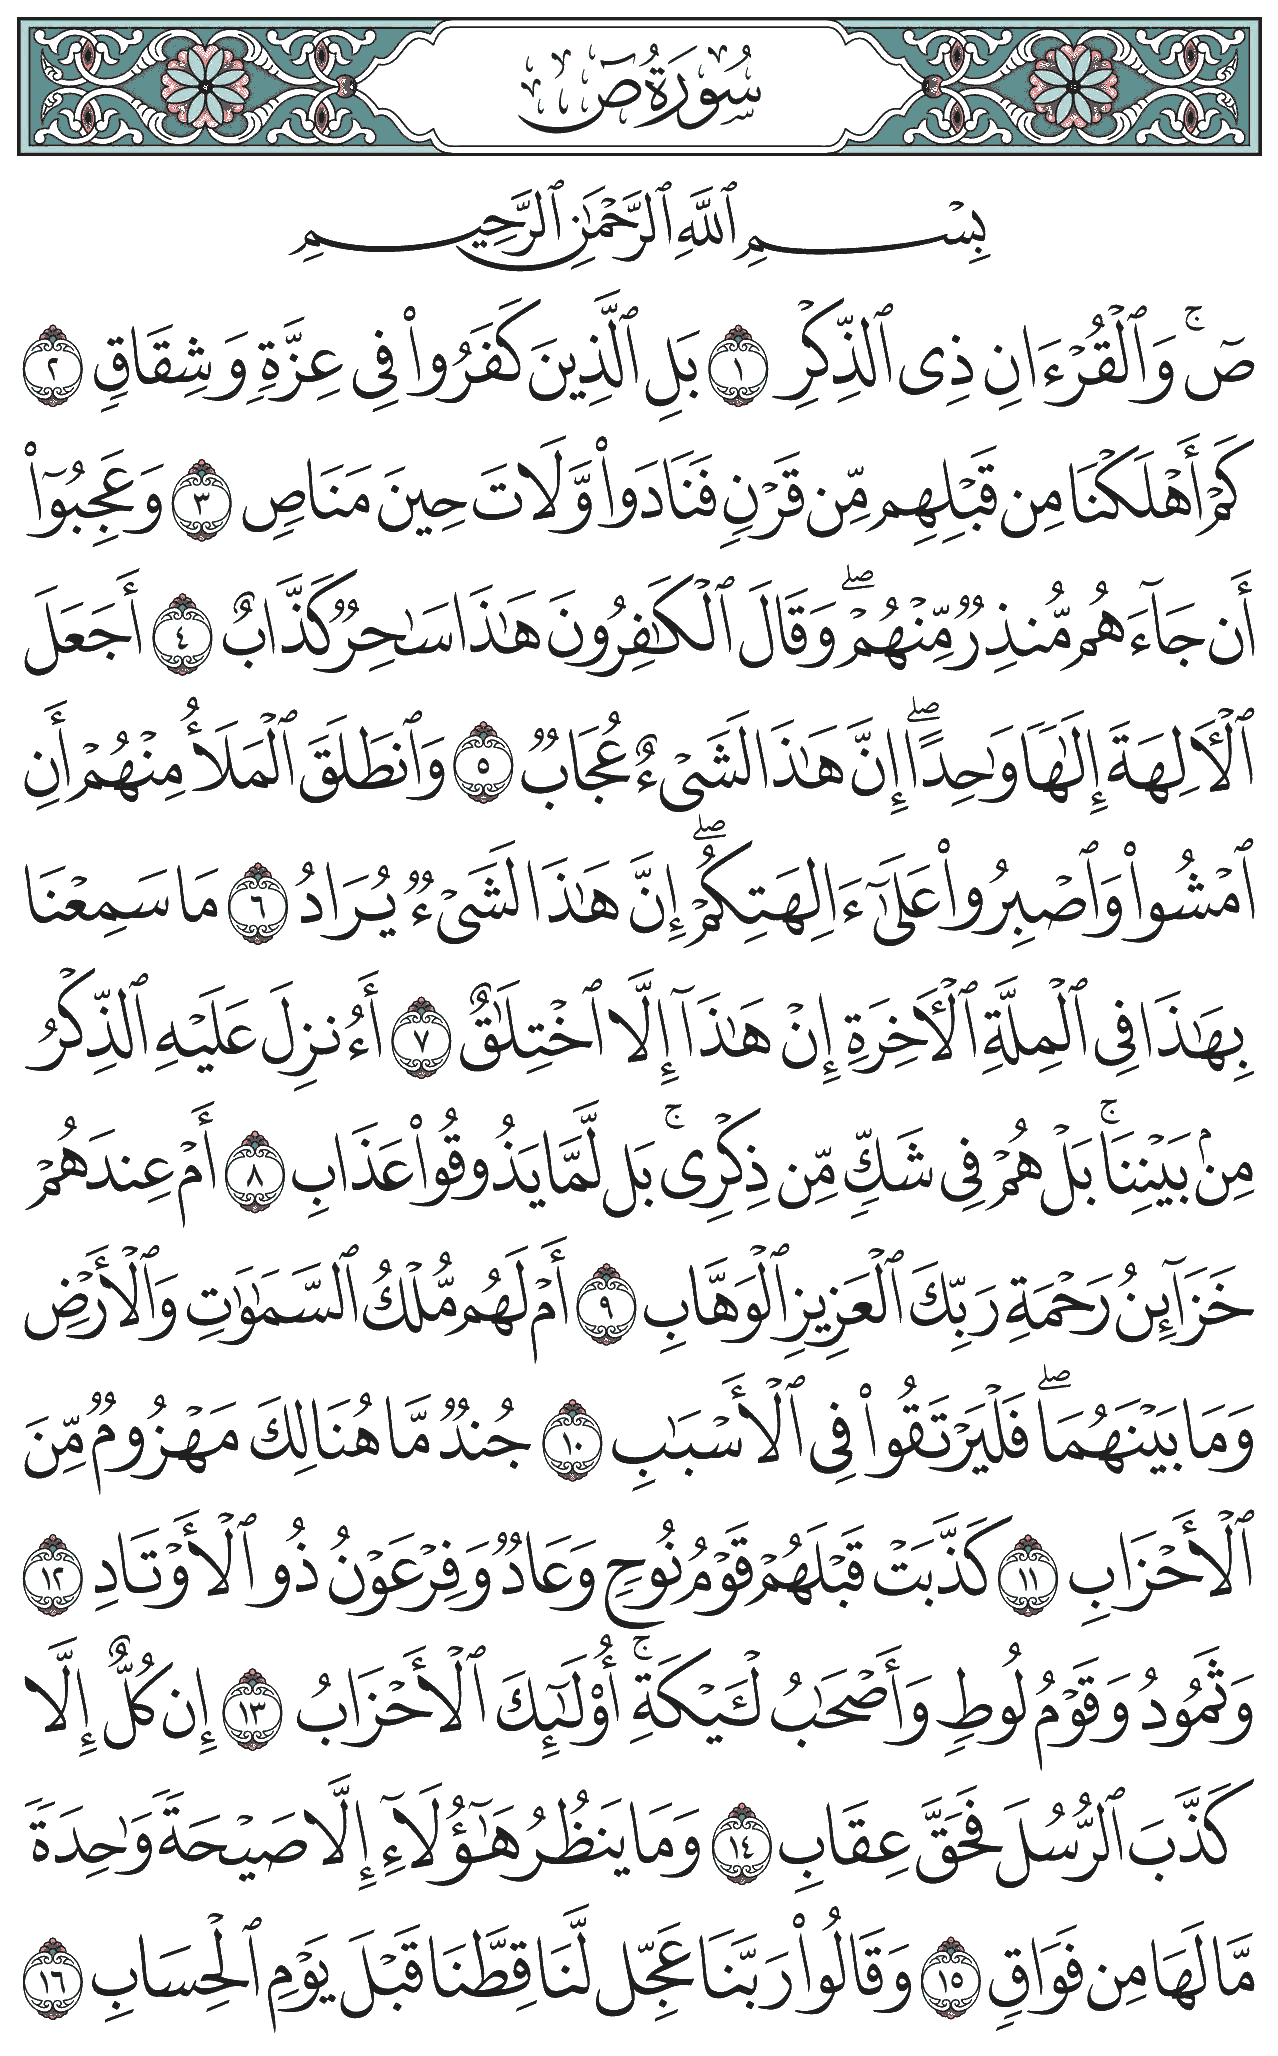 سُورَةُ صٓ
بِسْمِ ٱللَّهِ ٱلرَّحْمَٰنِ ٱلرَّحِيمِ
صٓۚ وَٱلْقُرْءَانِ ذِى ٱلذِّكْرِ ١ بَلِ ٱلَّذِينَ كَفَرُوا۟ فِى عِزَّةٍ وَشِقَاقٍ ٢
كَمْ أَهْلَكْنَا مِن قَبْلِهِم مِّن قَرْنٍ فَنَادَوا۟ وَّلَاتَ حِينَ مَنَاصٍ ٣ وَعَجِبُوٓا۟
أَن جَآءَهُم مُّنذِرٌ مِّنْهُمْۖ وَقَالَ ٱلْكَٰفِرُونَ هَٰذَا سَٰحِرٌ كَذَّابٌ ٤ أَجَعَلَ
ٱلْـَٔالِهَةَ إِلَٰهًا وَٰحِدًاۖ إِنَّ هَٰذَا لَشَىْءٌ عُجَابٌ ٥ وَٱنطَلَقَ ٱلْمَلَأُ مِنْهُمْ أَنِ
ٱمْشُوا۟ وَٱصْبِرُوا۟ عَلَىٰٓ ءَالِهَتِكُمْۖ إِنَّ هَٰذَا لَشَىْءٌ يُرَادُ ٦ مَا سَمِعْنَا
بِهَٰذَا فِى ٱلْمِلَّةِ ٱلْـَٔاخِرَةِ إِنْ هَٰذَآ إِلَّا ٱخْتِلَٰقٌ ٧ أَءُنزِلَ عَلَيْهِ ٱلذِّكْرُ
مِنۢ بَيْنِنَاۚ بَلْ هُمْ فِى شَكٍّ مِّن ذِكْرِىۚ بَل لَّمَّا يَذُوقُوا۟ عَذَابِ ٨ أَمْ عِندَهُمْ
خَزَآئِنُ رَحْمَةِ رَبِّكَ ٱلْعَزِيزِ ٱلْوَهَّابِ ٩ أَمْ لَهُم مُّلْكُ ٱلسَّمَٰوَٰتِ وَٱلْأَرْضِ
وَمَا بَيْنَهُمَاۖ فَلْيَرْتَقُوا۟ فِى ٱلْأَسْبَٰبِ ١٠ جُندٌ مَّا هُنَالِكَ مَهْزُومٌ مِّنَ
ٱلْأَحْزَابِ ١١ كَذَّبَتْ قَبْلَهُمْ قَوْمُ نُوحٍ وَعَادٌ وَفِرْعَوْنُ ذُو ٱلْأَوْتَادِ ١٢
وَثَمُودُ وَقَوْمُ لُوطٍ وَأَصْحَٰبُ لْـَٔيْكَةِۚ أُو۟لَٰٓئِكَ ٱلْأَحْزَابُ ١٣ إِن كُلٌّ إِلَّا
كَذَّبَ ٱلرُّسُلَ فَحَقَّ عِقَابِ ١٤ وَمَا يَنظُرُ هَٰٓؤُلَآءِ إِلَّا صَيْحَةً وَٰحِدَةً
مَّا لَهَا مِن فَوَاقٍ ١٥ وَقَالُوا۟ رَبَّنَا عَجِّل لَّنَا قِطَّنَا قَبْلَ يَوْمِ ٱلْحِسَابِ ١٦